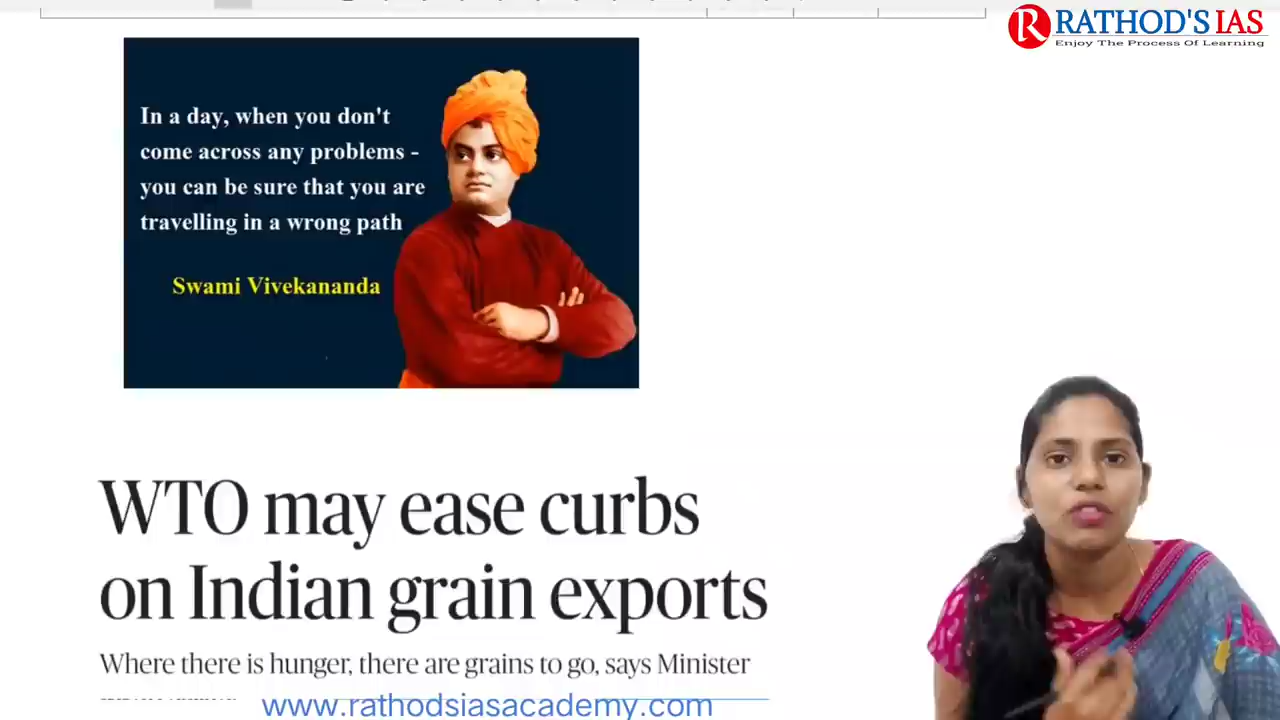 RATHOD'S IAS
Enjoy The Process Of Learning
In a day, when you don't
come across any problems -
you can be sure that you are
travelling in a wrong path
Swami Vivekananda
WTO may ease curbs
on Indian grain exports
Where there is hunger, there are grains to go, says Minister
www.rathodsiasacademy.com